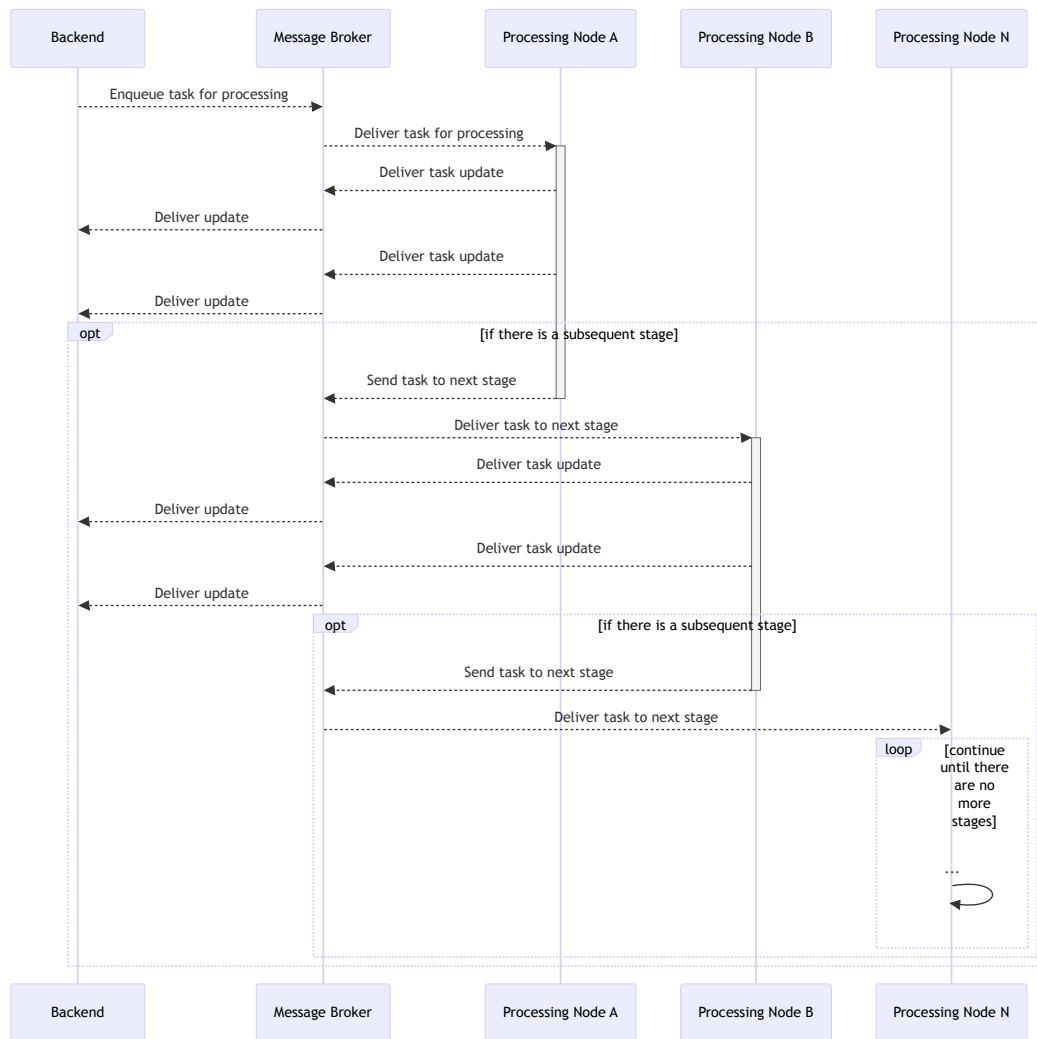 Backend
Message Broker
Processing Node A
Processing Node B
Processing Node N
Enqueue task for processing
Deliver task for processing
Deliver task update
Deliver update
Deliver task update
Deliver update
opt
[if there is a subsequent stage]
Send task to next stage
Deliver task to next stage
Deliver task update
Deliver update
Deliver task update
Deliver update
opt
[if there is a subsequent stage]
Send task to next stage
Deliver task to next stage
loop
[continue
until there
are no
more
stages]
...
Backend
Message Broker
Processing Node A
Processing Node B
Processing Node N